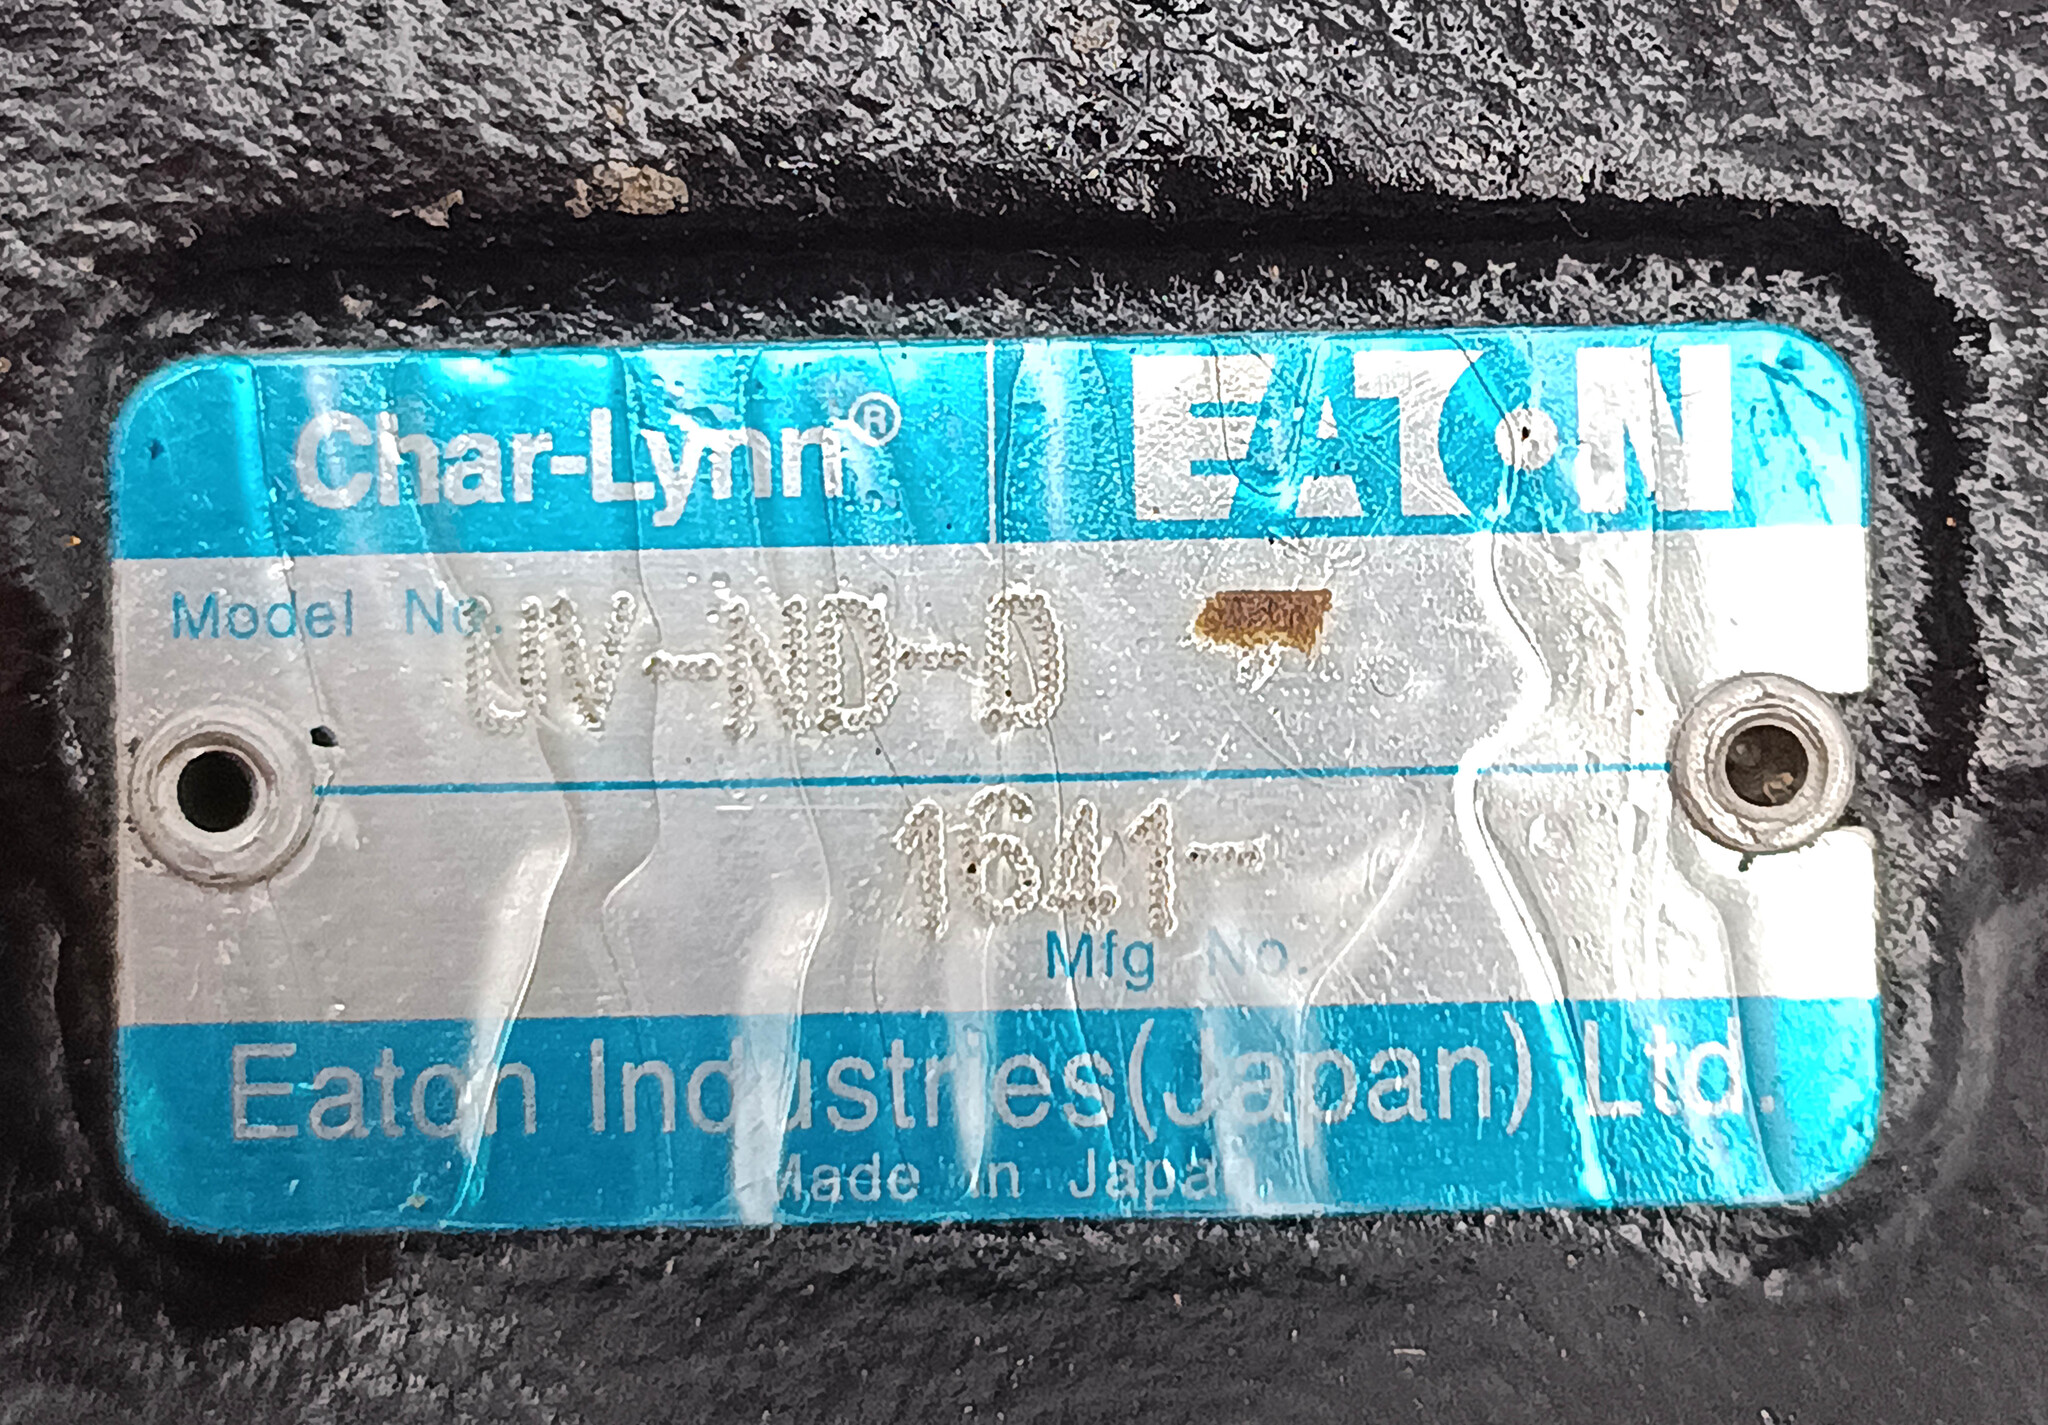 Char-Lynn® EATON
Model No. UV-ND-D
1641-
Mfg No.
Eaton Industries(Japan) Ltd.
Made in Japan